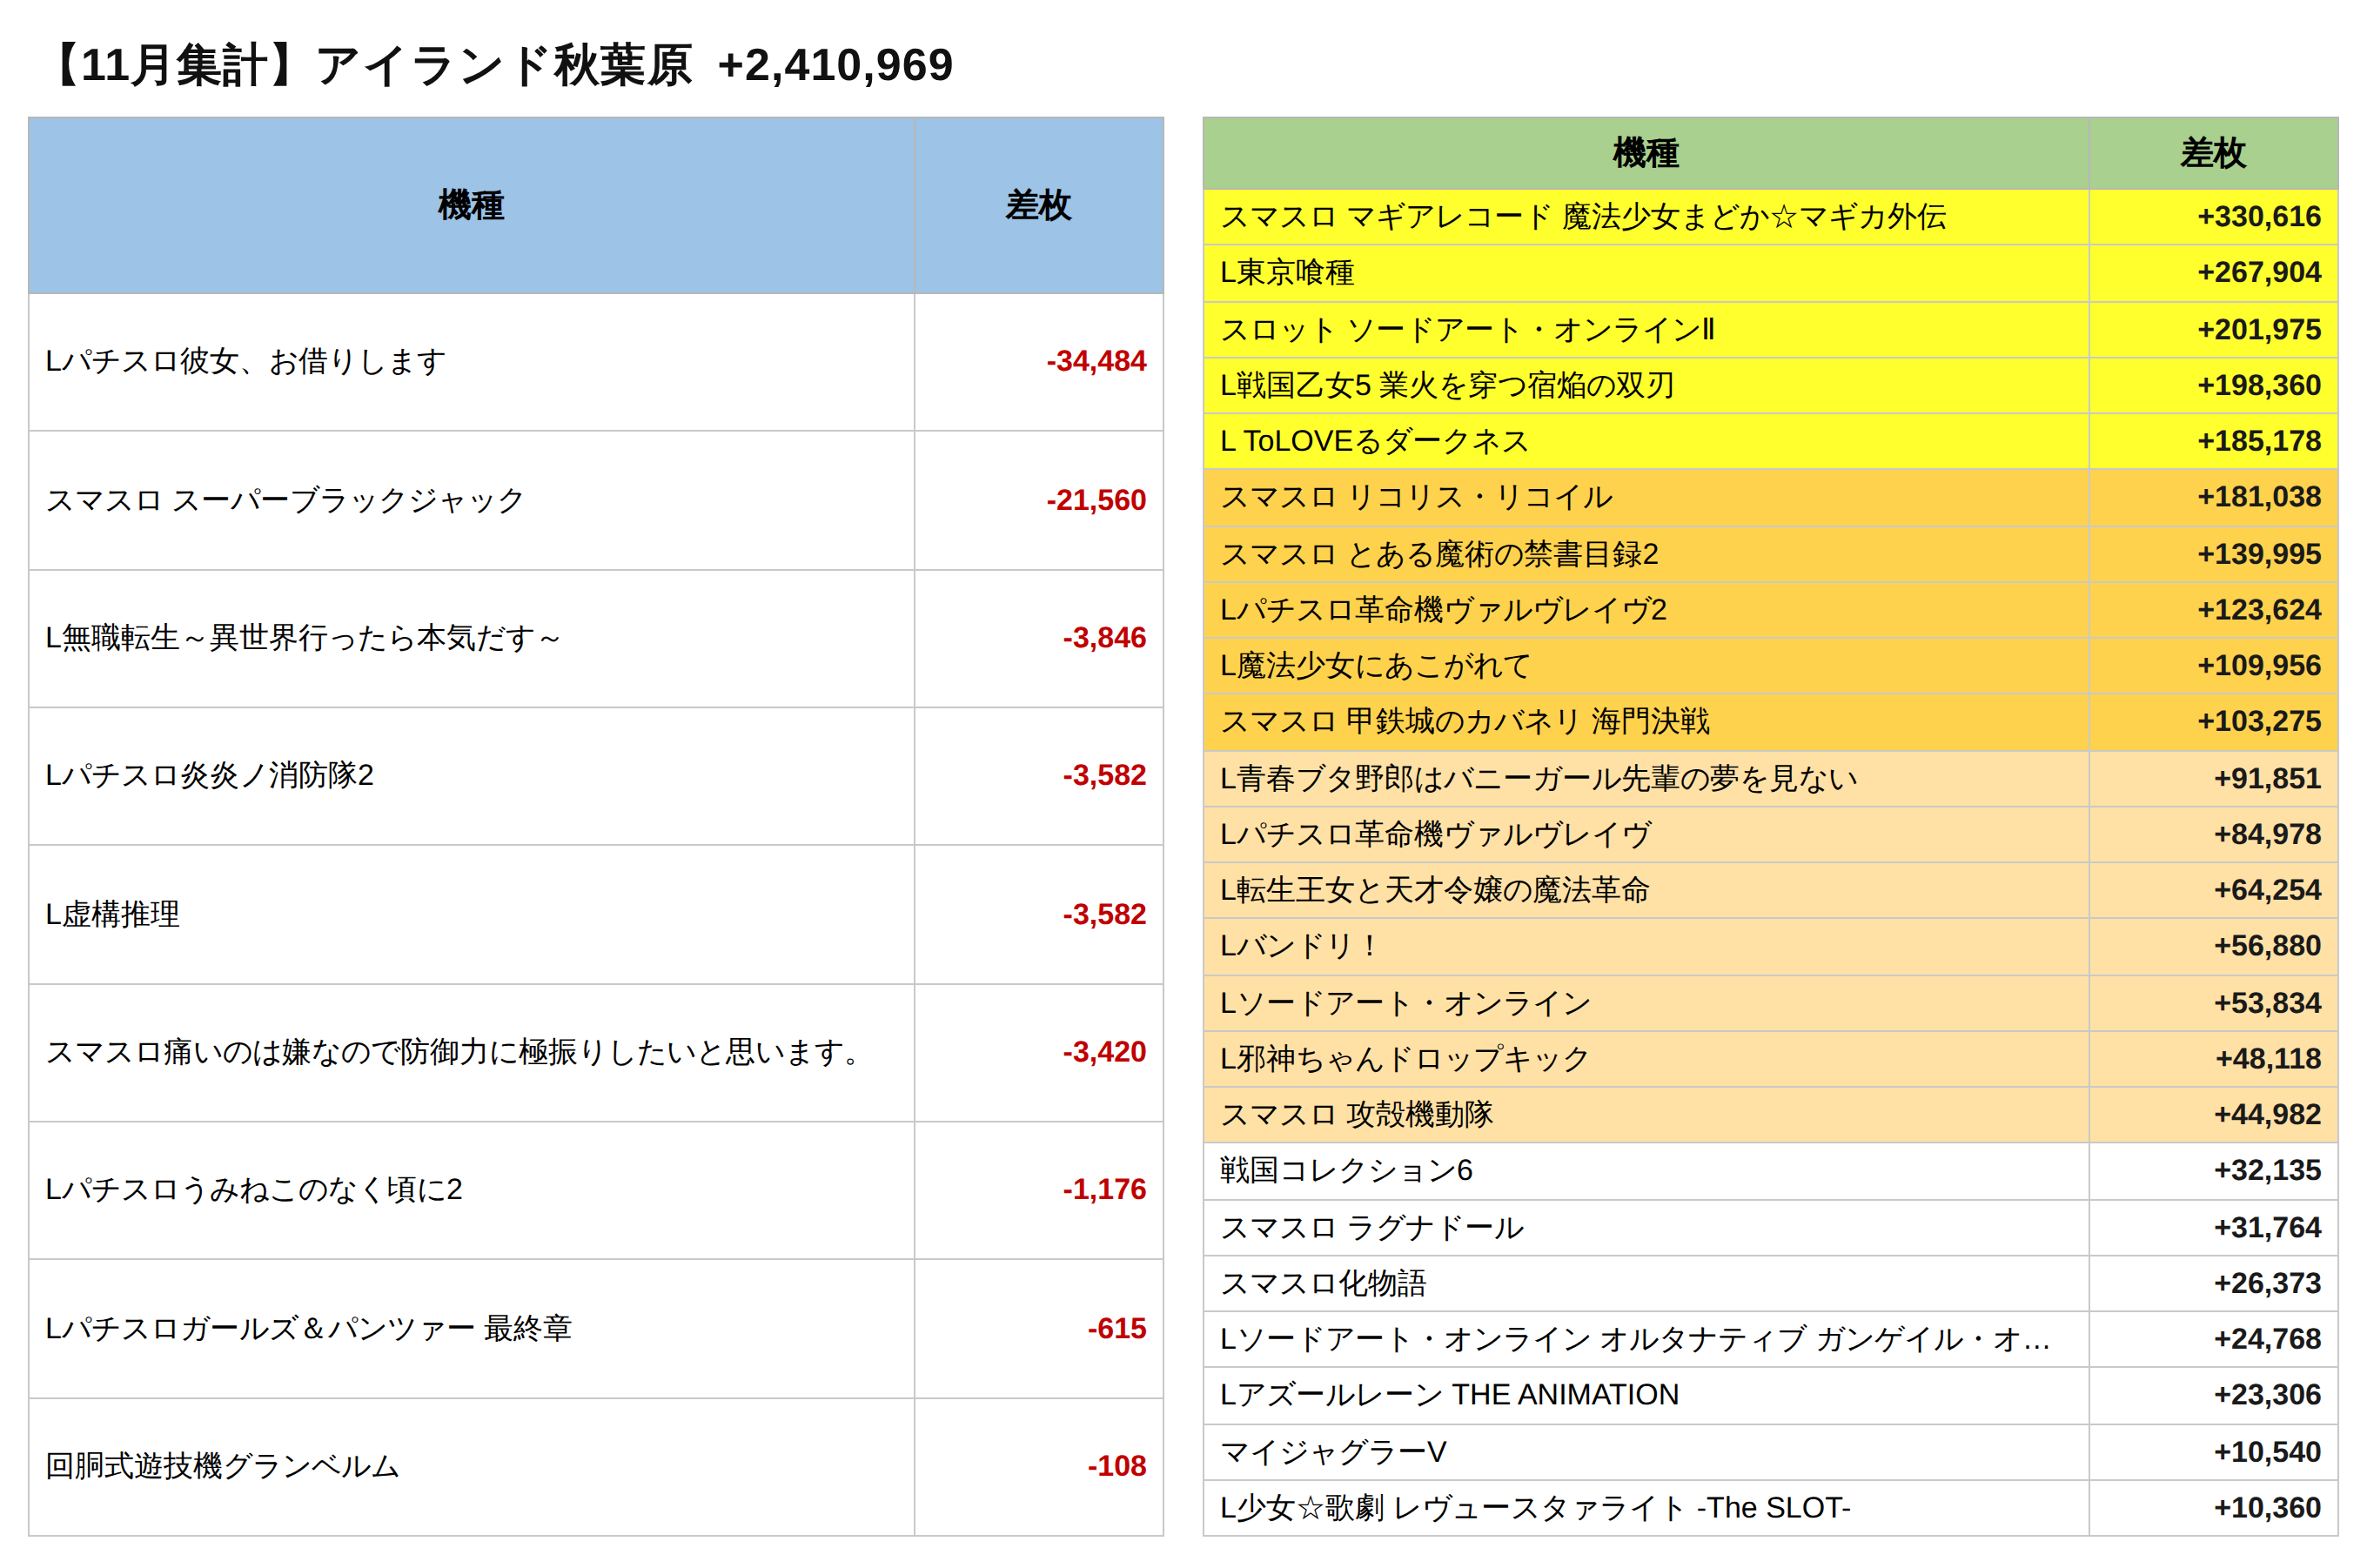 【11月集計】アイランド秋葉原 +2,410,969
機種 差枚
Lパチスロ彼女、お借りします -34,484
スマスロ スーパーブラックジャック -21,560
L無職転生～異世界行ったら本気だす～ -3,846
Lパチスロ炎炎ノ消防隊2 -3,582
L虚構推理 -3,582
スマスロ痛いのは嫌なので防御力に極振りしたいと思います。 -3,420
Lパチスロうみねこのなく頃に2 -1,176
Lパチスロガールズ＆パンツァー 最終章 -615
回胴式遊技機グランベルム -108
機種 差枚
スマスロ マギアレコード 魔法少女まどか☆マギカ外伝 +330,616
L東京喰種 +267,904
スロット ソードアート・オンラインⅡ +201,975
L戦国乙女5 業火を穿つ宿焔の双刃 +198,360
L ToLOVEるダークネス +185,178
スマスロ リコリス・リコイル +181,038
スマスロ とある魔術の禁書目録2 +139,995
Lパチスロ革命機ヴァルヴレイヴ2 +123,624
L魔法少女にあこがれて +109,956
スマスロ 甲鉄城のカバネリ 海門決戦 +103,275
L青春ブタ野郎はバニーガール先輩の夢を見ない +91,851
Lパチスロ革命機ヴァルヴレイヴ +84,978
L転生王女と天才令嬢の魔法革命 +64,254
Lバンドリ！ +56,880
Lソードアート・オンライン +53,834
L邪神ちゃんドロップキック +48,118
スマスロ 攻殻機動隊 +44,982
戦国コレクション6 +32,135
スマスロ ラグナドール +31,764
スマスロ化物語 +26,373
Lソードアート・オンライン オルタナティブ ガンゲイル・オ… +24,768
Lアズールレーン THE ANIMATION +23,306
マイジャグラーV +10,540
L少女☆歌劇 レヴュースタァライト -The SLOT- +10,360